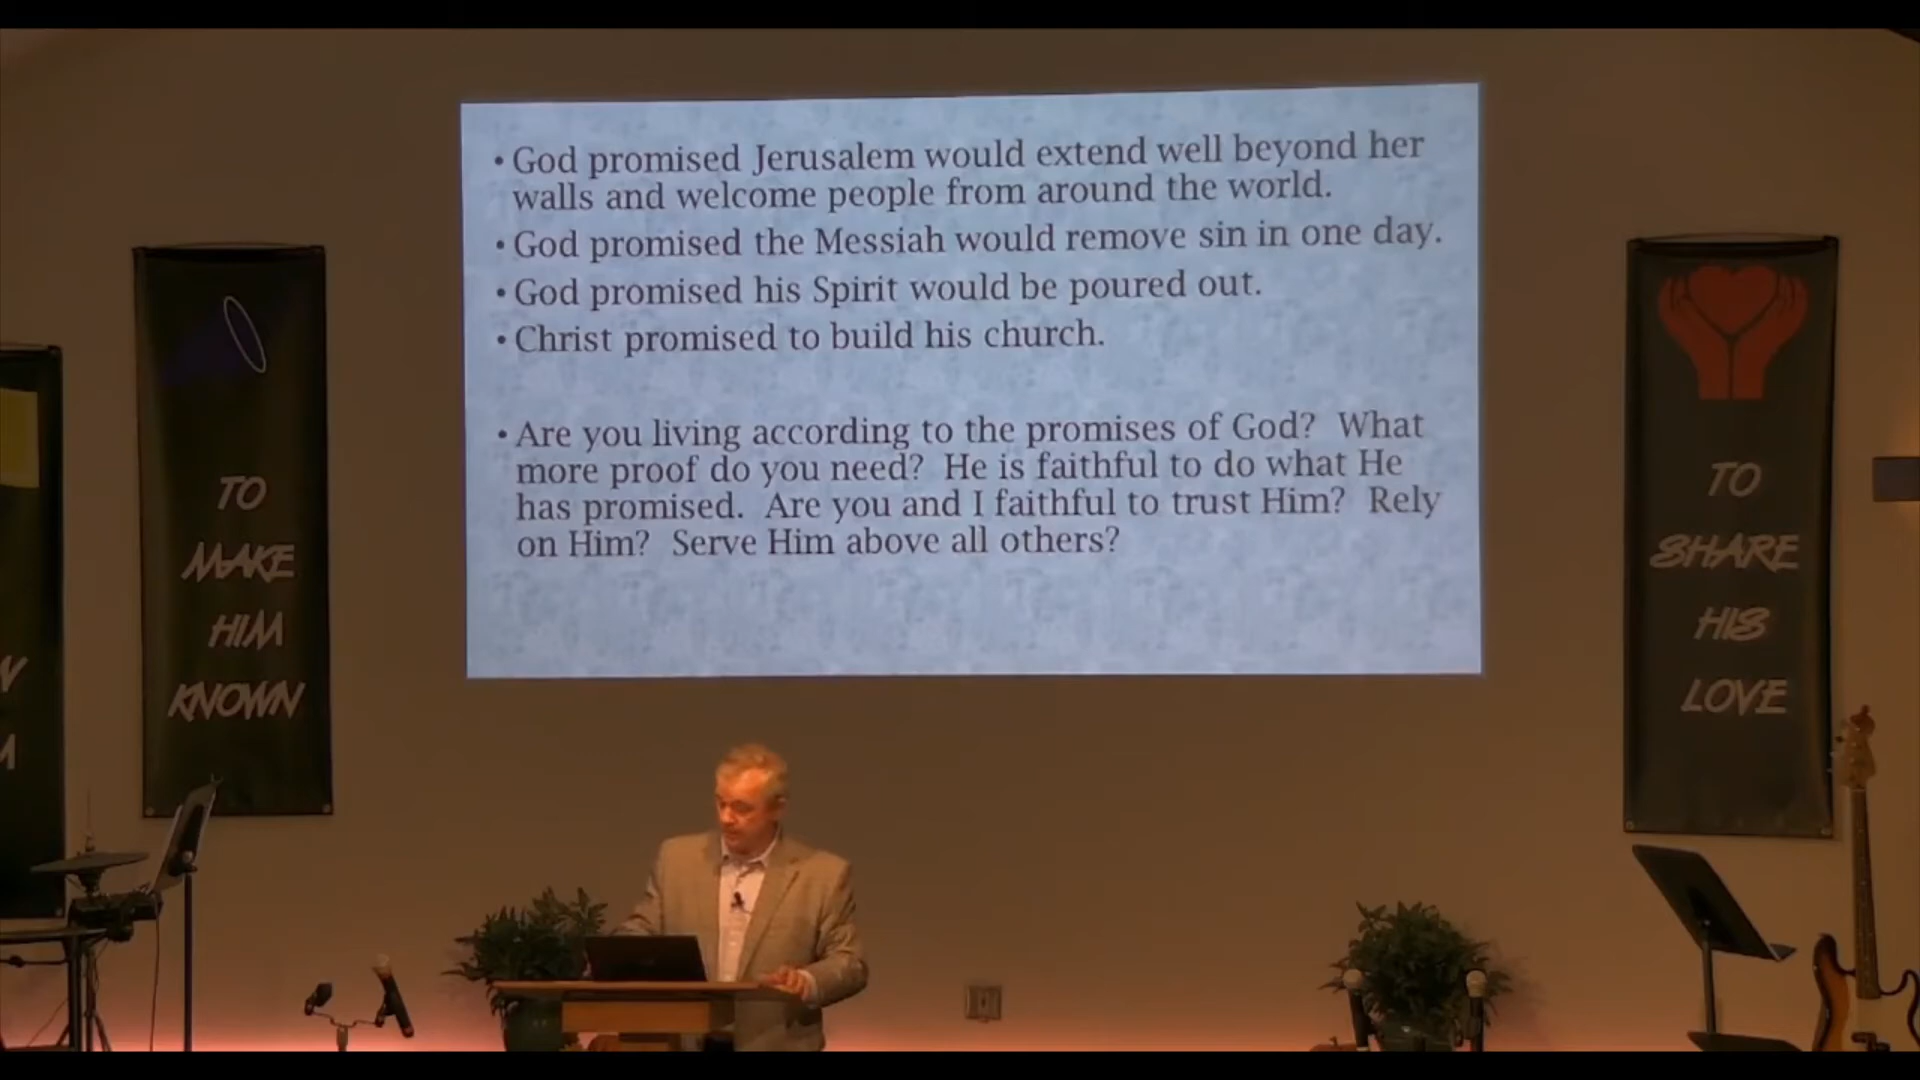 • God promised Jerusalem would extend well beyond her
walls and welcome people from around the world.
• God promised the Messiah would remove sin in one day.
• God promised his Spirit would be poured out.
• Christ promised to build his church.
• Are you living according to the promises of God?  What
more proof do you need?  He is faithful to do what He
has promised.  Are you and I faithful to trust Him?  Rely
on Him?  Serve Him above all others?
TO
MAKE
HIM
KNOWN
TO
SHARE
HIS
LOVE